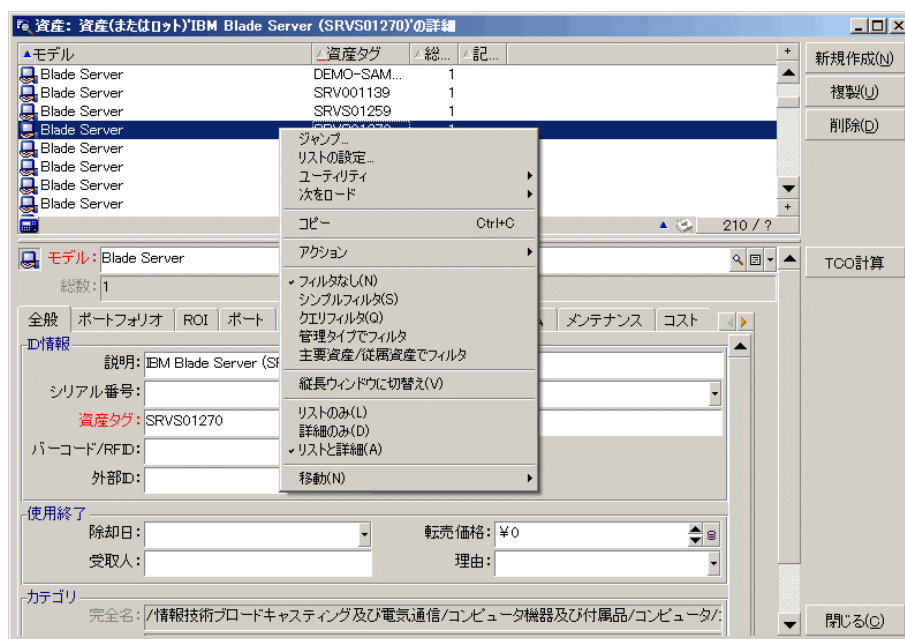 資産: 資産(またはロット)'IBM Blade Server (SRVS01270)'の詳細
モデル 資産タグ 総... 記...
Blade Server DEMO-SAM... 1
Blade Server SRV001139 1
Blade Server SRVS01259 1
Blade Server
Blade Server
Blade Server
Blade Server
Blade Server
210 / ?
新規作成(N)
複製(U)
削除(D)
ジャンプ...
リストの設定...
ユーティリティ
次をロード
コピー Ctrl+C
アクション
フィルタなし(N)
シンプルフィルタ(S)
クエリフィルタ(Q)
管理タイプでフィルタ
主要資産/従属資産でフィルタ
縦長ウィンドウに切替え(V)
リストのみ(L)
詳細のみ(D)
リストと詳細(A)
移動(N)
モデル: Blade Server
総数: 1
TCO計算
全般 ポートフォリオ ROI ポート メンテナンス コスト
ID情報
説明: IBM Blade Server
シリアル番号:
資産タグ: SRVS01270
バーコード/RFID:
外部ID:
使用終了
除却日: 転売価格: ¥0
受取人: 理由:
カテゴリ
完全名: /情報技術ブロードキャスティング及び電気通信/コンピュータ機器及び付属品/コンピュータ/
閉じる(C)